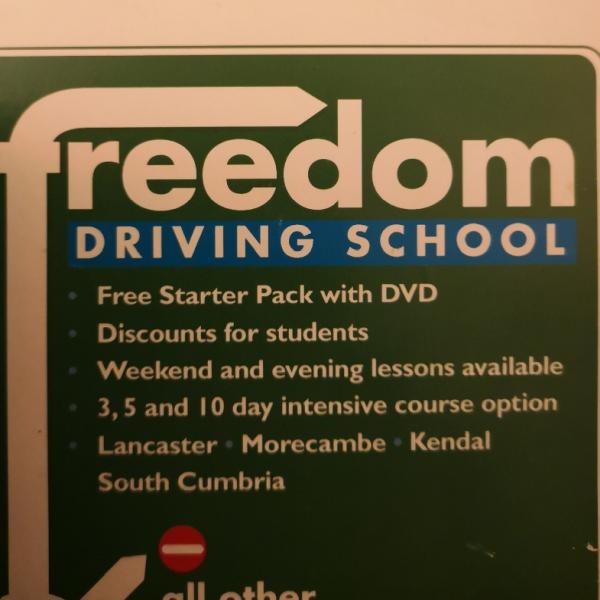 freedom
DRIVING SCHOOL
• Free Starter Pack with DVD
• Discounts for students
• Weekend and evening lessons available
• 3, 5 and 10 day intensive course option
• Lancaster • Morecambe • Kendal
South Cumbria
all other